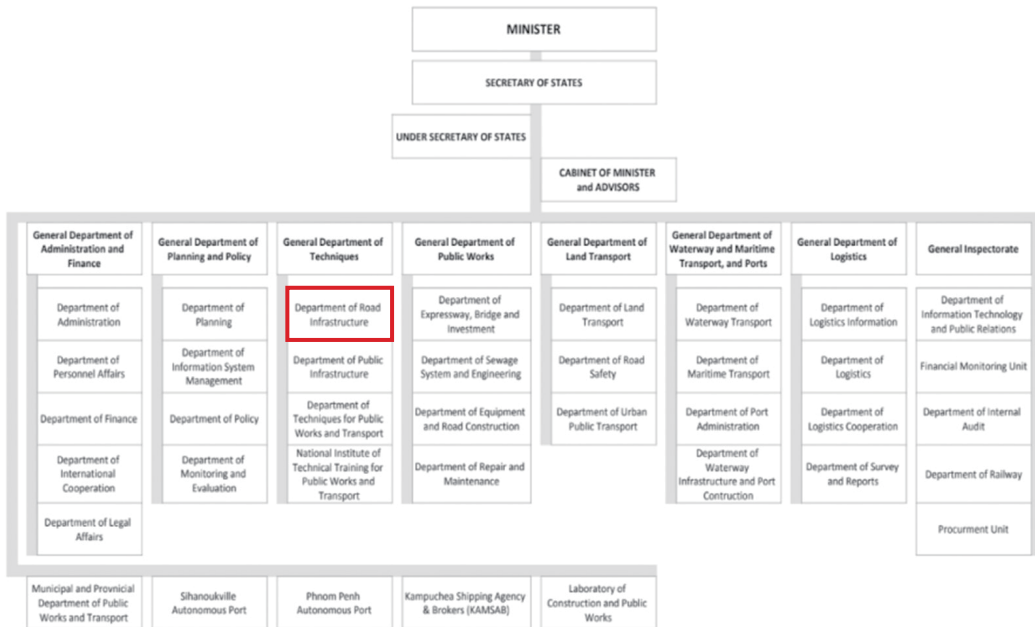 MINISTER
SECRETARY OF STATES
UNDER SECRETARY OF STATES
CABINET OF MINISTER
and ADVISORS
General Department of
Administration and
Finance
Department of
Administration
Department of
Personnel Affairs
Department of Finance
Department of
International
Cooperation
Department of Legal
Affairs
General Department of
Planning and Policy
Department of
Planning
Department of
Information System
Management
Department of Policy
Department of
Monitoring and
Evaluation
General Department of
Techniques
Department of Road
Infrastructure
Department of Public
Infrastructure
Department of
Techniques for Public
Works and Transport
National Institute of
Technical Training for
Public Works and
Transport
General Department of
Public Works
Department of
Expressway, Bridge and
Investment
Department of Sewage
System and Engineering
Department of Equipment
and Road Construction
Department of Repair and
Maintenance
General Department of
Land Transport
Department of Land
Transport
Department of Road
Safety
Department of Urban
Public Transport
General Department of
Waterway and Maritime
Transport, and Ports
Department of
Waterway Transport
Department of
Maritime Transport
Department of Port
Administration
Department of
Waterway
Infrastructure and Port
Contruction
General Department of
Logistics
Department of
Logistics Information
Department of
Logistics
Department of
Logistics Cooperation
Department of Survey
and Reports
General Inspectorate
Department of
Information Technology
and Public Relations
Financial Monitoring Unit
Department of Internal
Audit
Department of Railway
Procurment Unit
Municipal and Provnicial
Department of Public
Works and Transport
Sihanoukville
Autonomous Port
Phnom Penh
Autonomous Port
Kampuchea Shipping Agency
& Brokers (KAMSAB)
Laboratory of
Construction and Public
Works